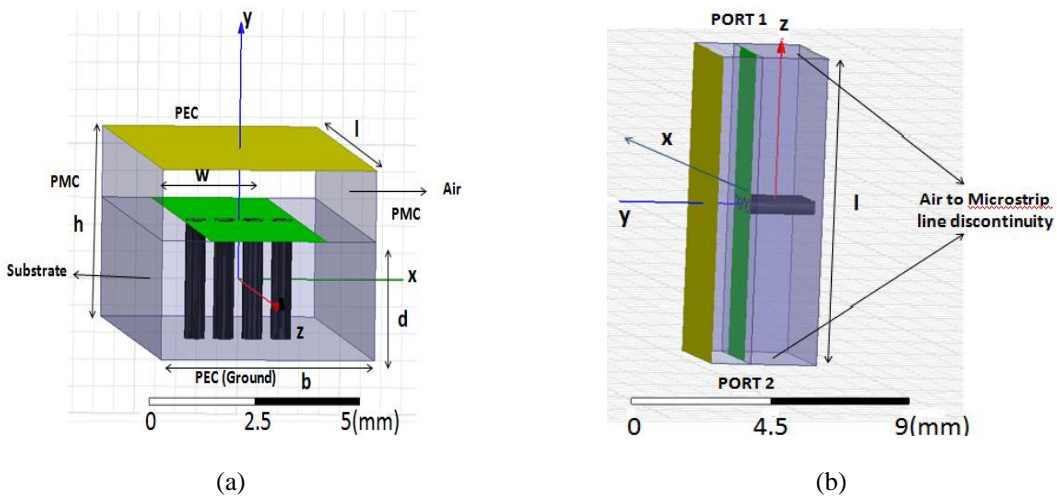 y
PEC
l
W
Air
PMC
PMC
h
Substrate
x
d
z
PEC (Ground)
b
0
2.5
5(mm)
(a)
PORT 1
z
x
y
l
Air to Microstrip
line discontinuity
PORT 2
0
4.5
9(mm)
(b)